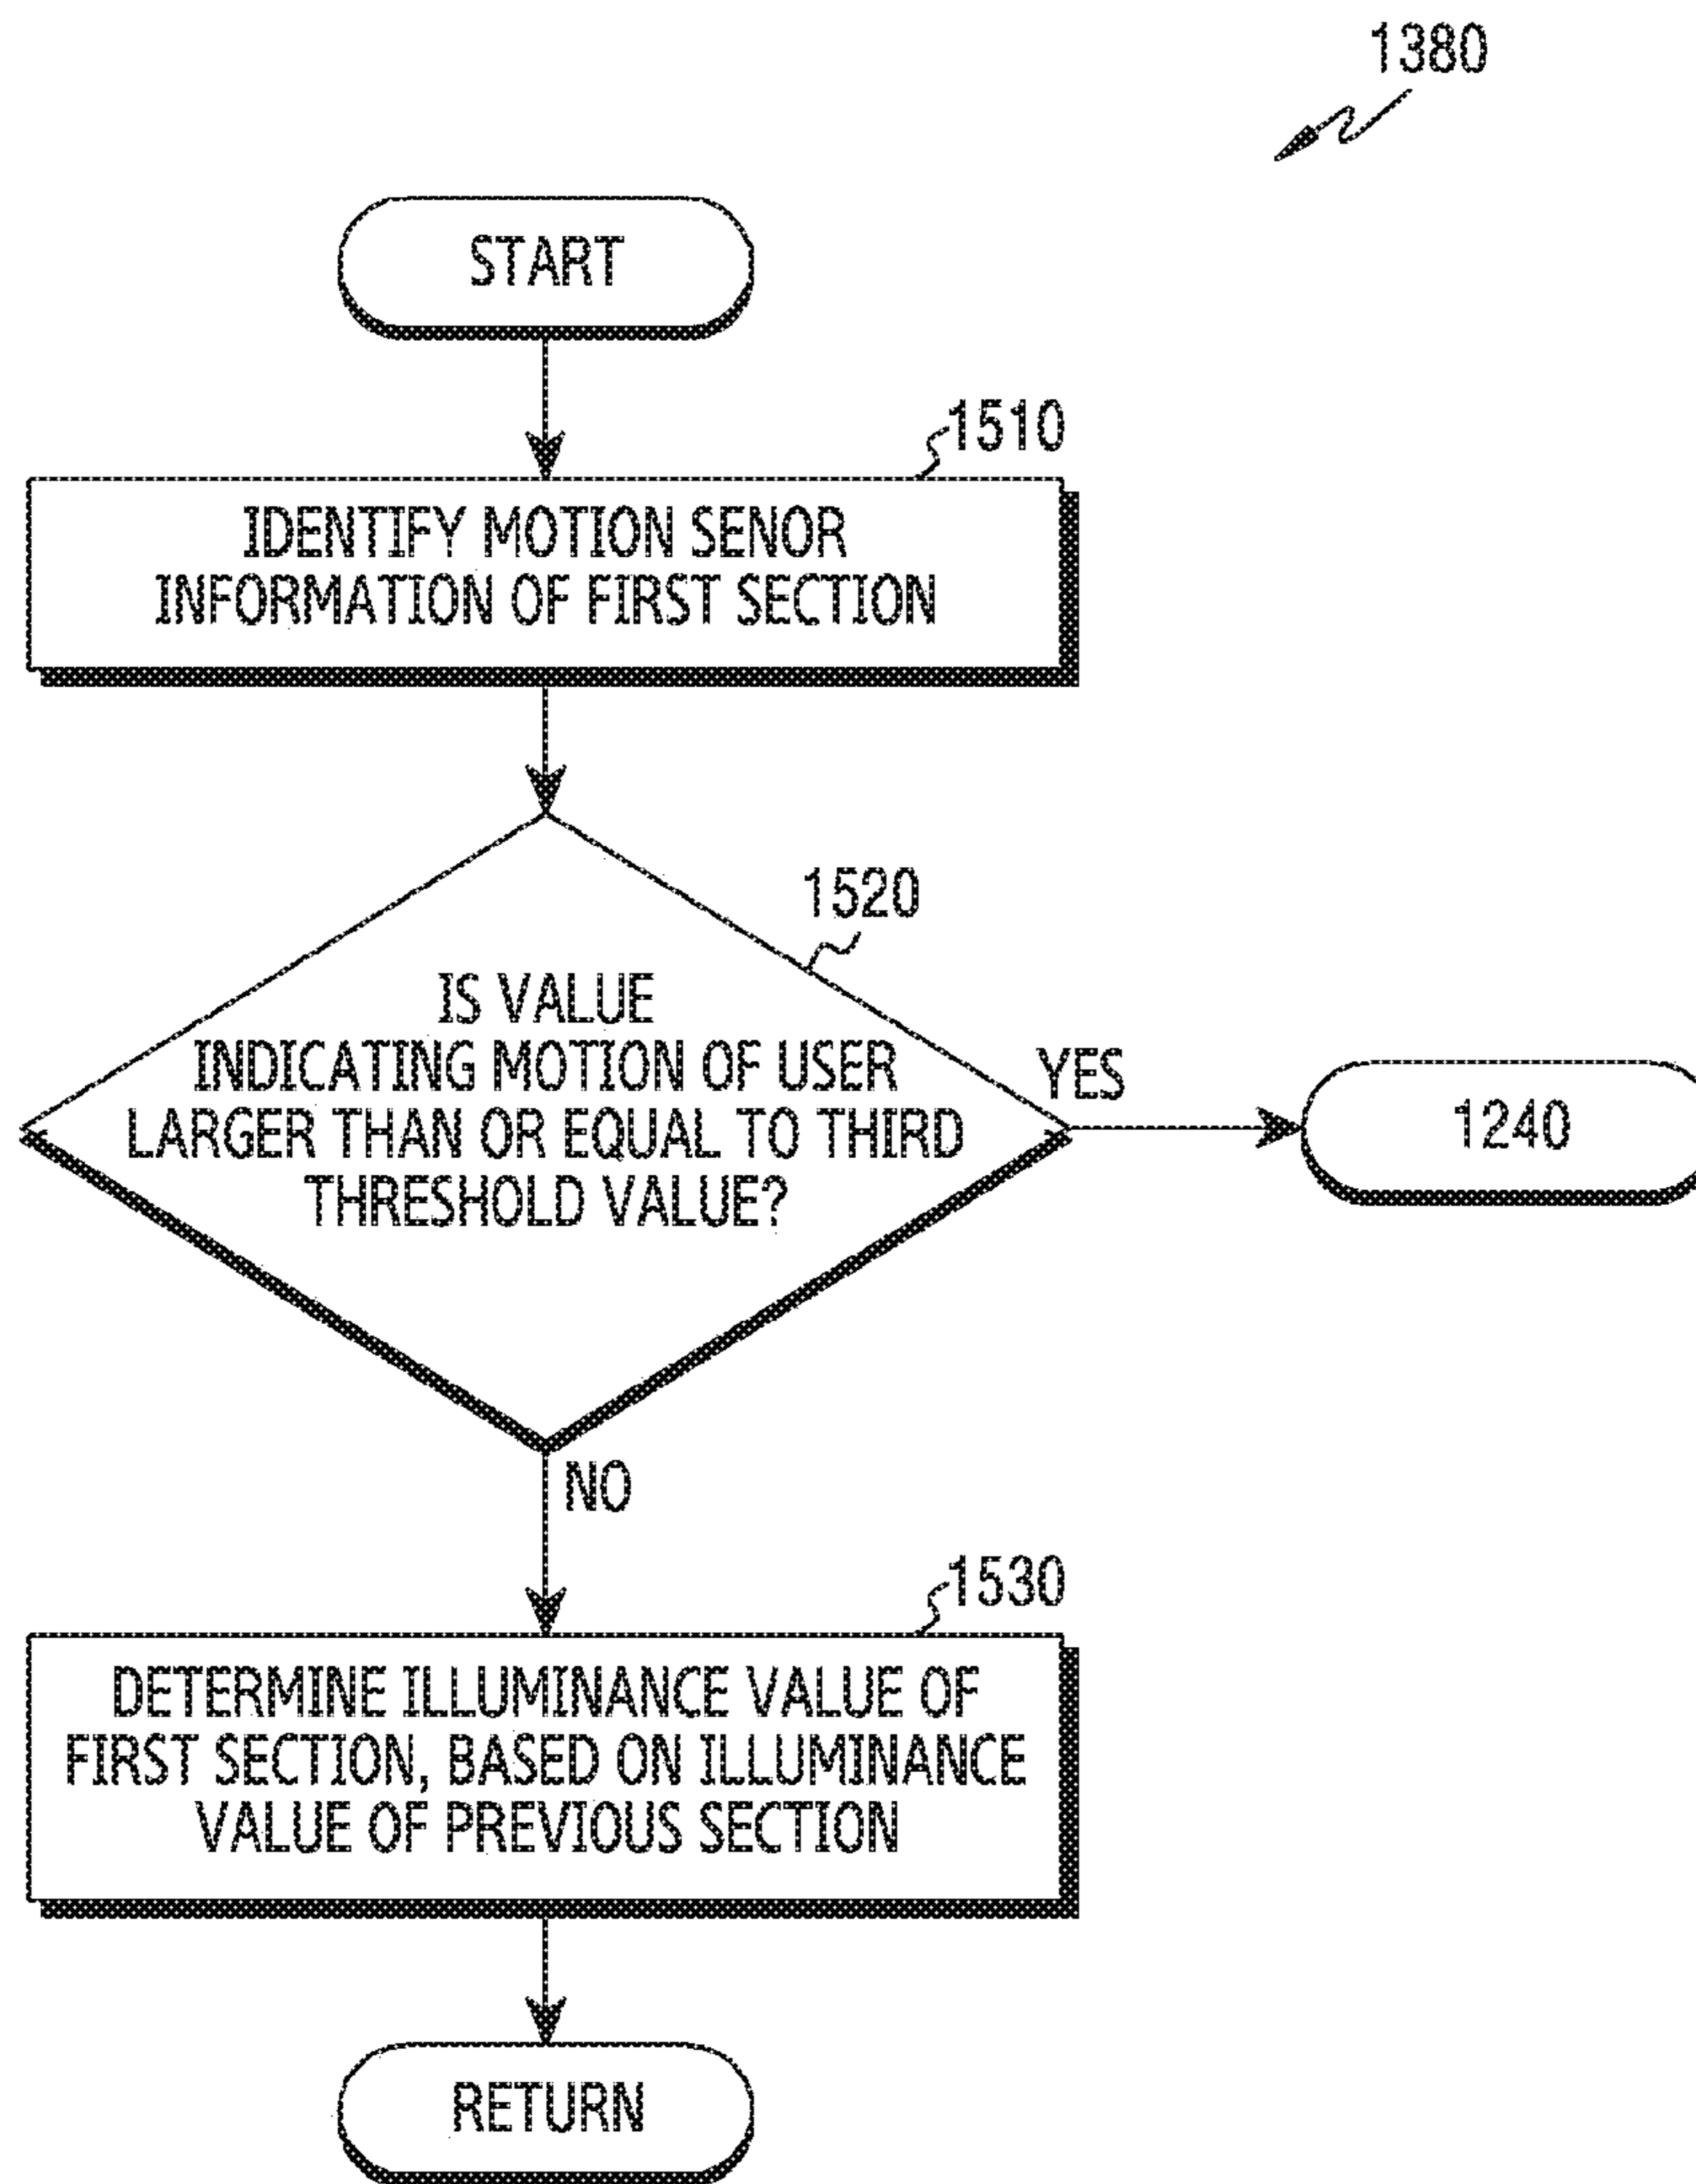 1380
START
1510
IDENTIFY MOTION SENOR
INFORMATION OF FIRST SECTION
1520
IS VALUE
INDICATING MOTION OF USER
LARGER THAN OR EQUAL TO THIRD
THRESHOLD VALUE?
YES
1240
NO
1530
DETERMINE ILLUMINANCE VALUE OF
FIRST SECTION, BASED ON ILLUMINANCE
VALUE OF PREVIOUS SECTION
RETURN